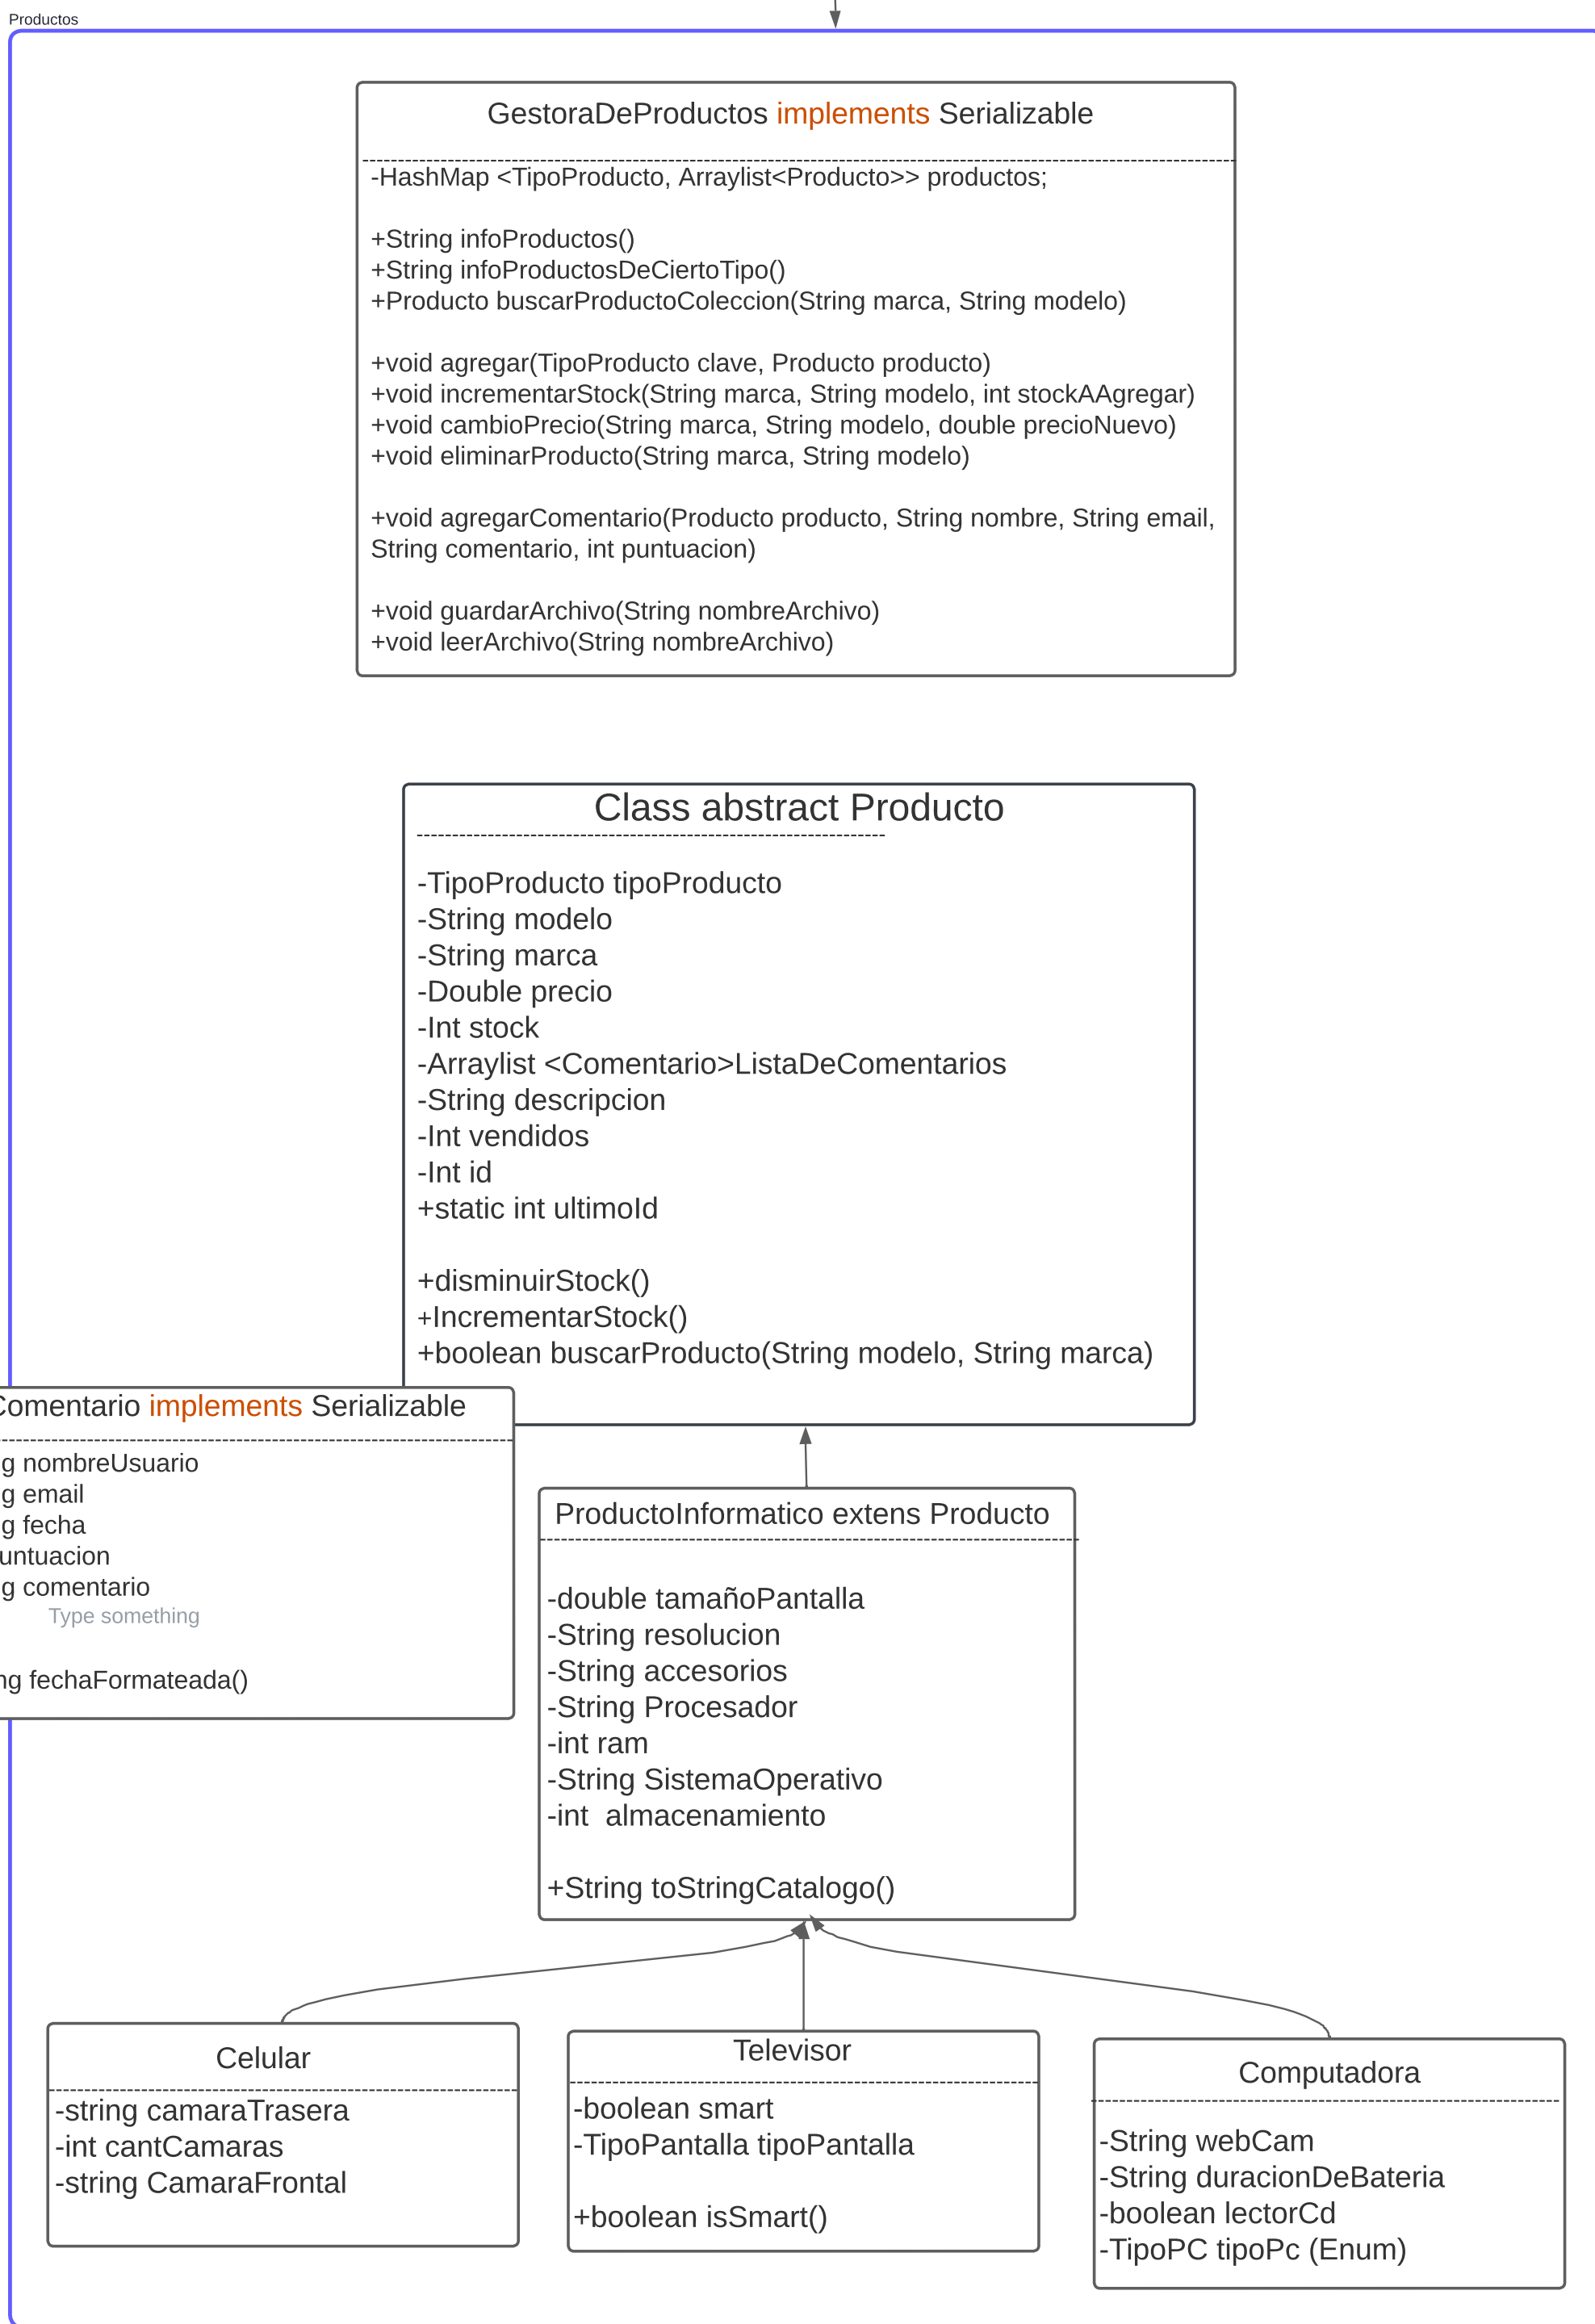 Productos
GestoraDeProductos implements Serializable
-HashMap <TipoProducto, Arraylist<Producto>> productos;
+String infoProductos()
+String infoProductosDeCiertoTipo()
+Producto buscarProductoColeccion(String marca, String modelo)
+void agregar(TipoProducto clave, Producto producto)
+void incrementarStock(String marca, String modelo, int stockAAgregar)
+void cambioPrecio(String marca, String modelo, double precioNuevo)
+void eliminarProducto(String marca, String modelo)
+void agregarComentario(Producto producto, String nombre, String email,
String comentario, int puntuacion)
+void guardarArchivo(String nombreArchivo)
+void leerArchivo(String nombreArchivo)
Class abstract Producto
-TipoProducto tipoProducto
-String modelo
-String marca
-Double precio
-Int stock
-Arraylist <Comentario>ListaDeComentarios
-String descripcion
-Int vendidos
-Int id
+static int ultimoId
+disminuirStock()
+IncrementarStock()
+boolean buscarProducto(String modelo, String marca)
Comentario implements Serializable
g nombreUsuario
g email
g fecha
untuacion
g comentario
Type something
ng fechaFormateada()
ProductoInformatico extens Producto
-double tamañoPantalla
-String resolucion
-String accesorios
-String Procesador
-int ram
-String SistemaOperativo
-int  almacenamiento
+String toStringCatalogo()
Celular
-string camaraTrasera
-int cantCamaras
-string CamaraFrontal
Televisor
-boolean smart
-TipoPantalla tipoPantalla
+boolean isSmart()
Computadora
-String webCam
-String duracionDeBateria
-boolean lectorCd
-TipoPC tipoPc (Enum)